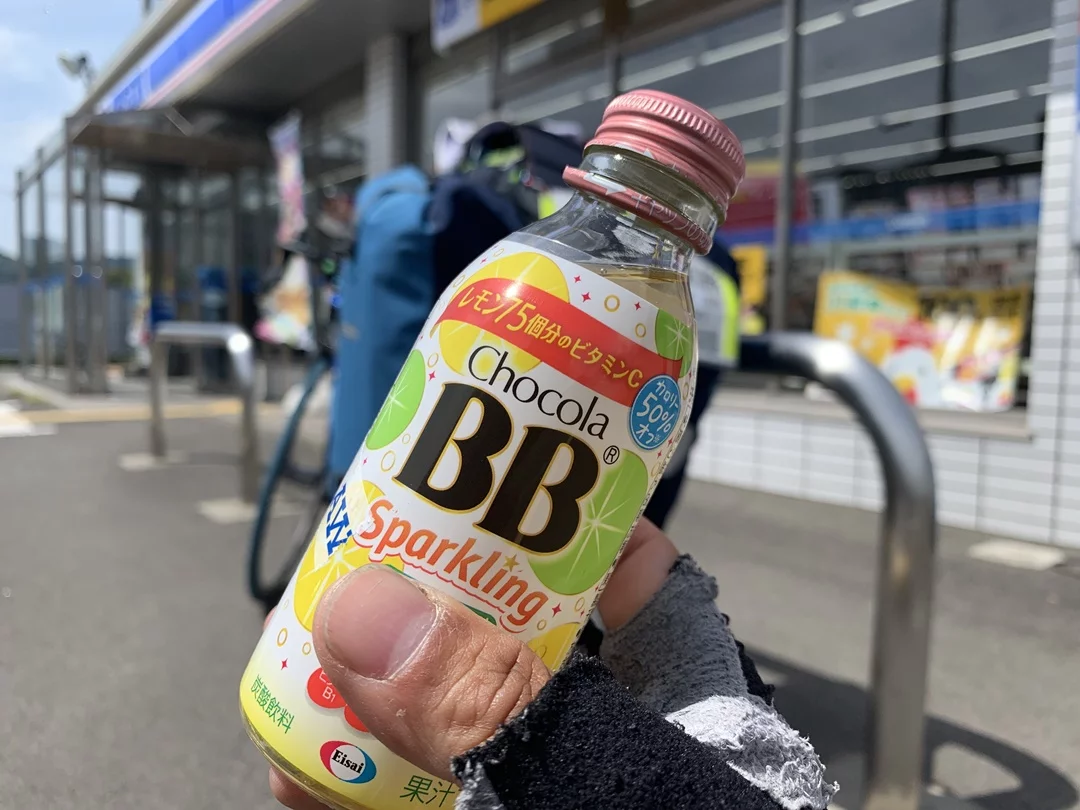 レモン75個分のビタミンC
Chocola
BB®
カロリー
50%
オフ
Sparkling
B1
炭酸飲料
Eisai
果汁